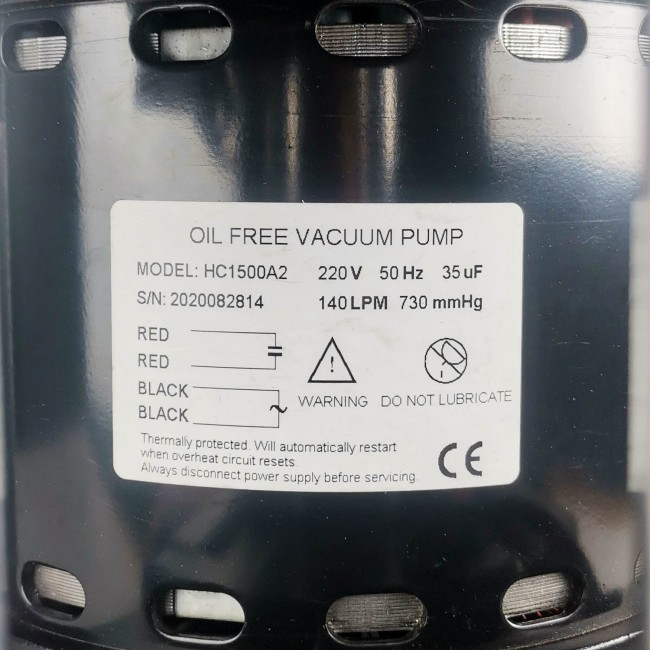 OIL FREE VACUUM PUMP
MODEL: HC1500A2 220V 50Hz 35uF
S/N: 2020082814 140LPM 730mmHg
RED
RED
BLACK
BLACK
WARNING DO NOT LUBRICATE
Thermally protected. Will automatically restart
when overheat circuit resets.
Always disconnect power supply before servicing.
CE